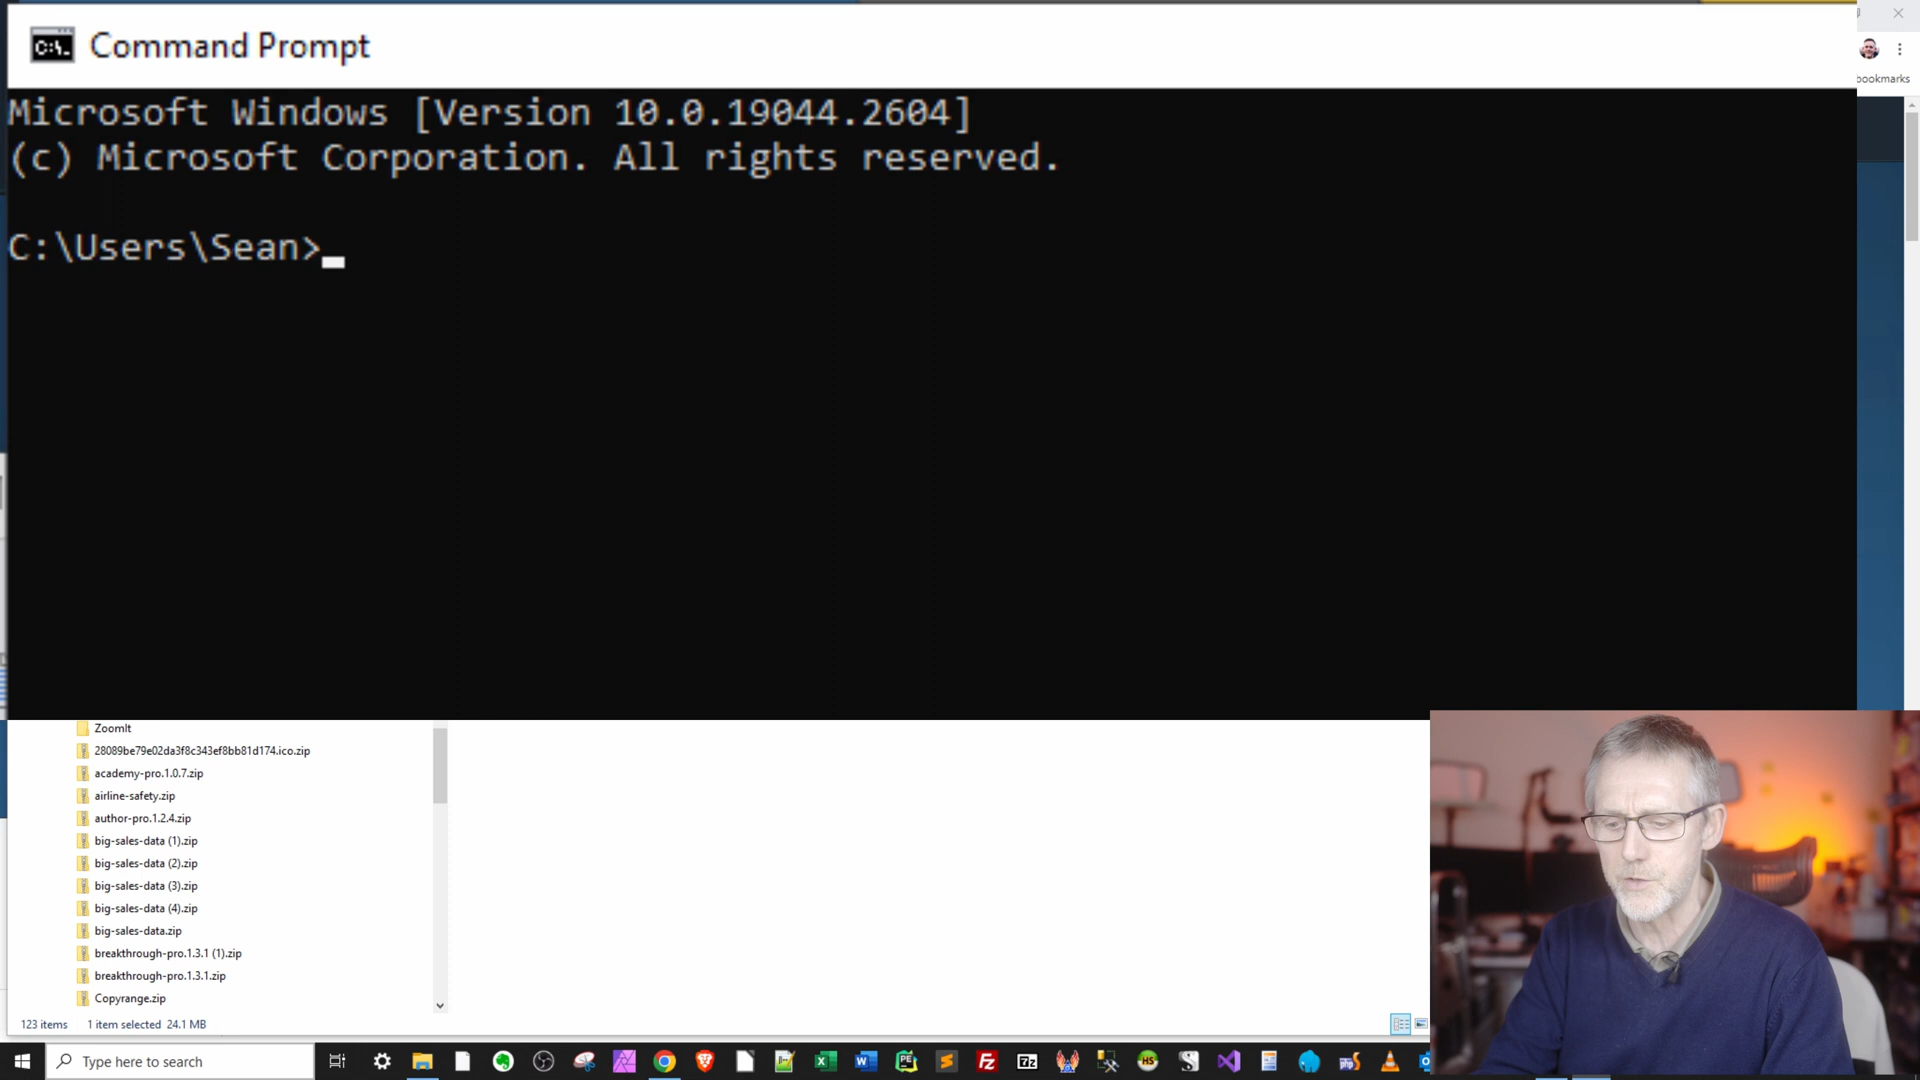 Command Prompt
bookmarks
Microsoft Windows [Version 10.0.19044.2604]
(c) Microsoft Corporation. All rights reserved.
C:\Users\Sean>
ZoomIt
28089be79e02da3f8c343ef8bb81d174.ico.zip
academy-pro.1.0.7.zip
airline-safety.zip
author-pro.1.2.4.zip
big-sales-data (1).zip
big-sales-data (2).zip
big-sales-data (3).zip
big-sales-data (4).zip
big-sales-data.zip
breakthrough-pro.1.3.1 (1).zip
breakthrough-pro.1.3.1.zip
Copyrange.zip
123 items 1 item selected 24.1 MB
Type here to search